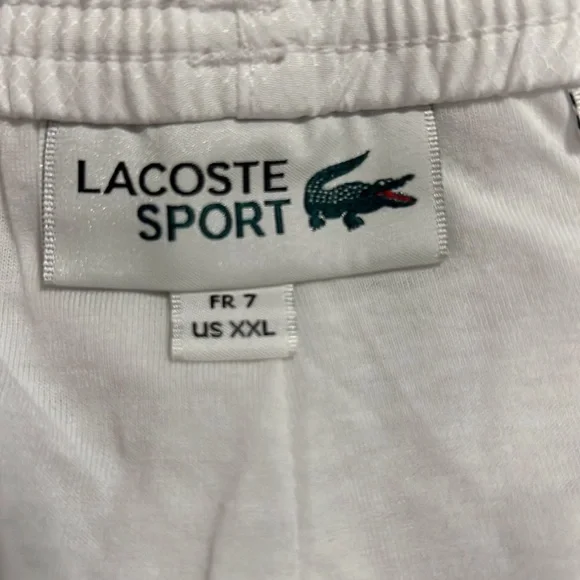 LACOSTE
SPORT
FR 7
US XXL